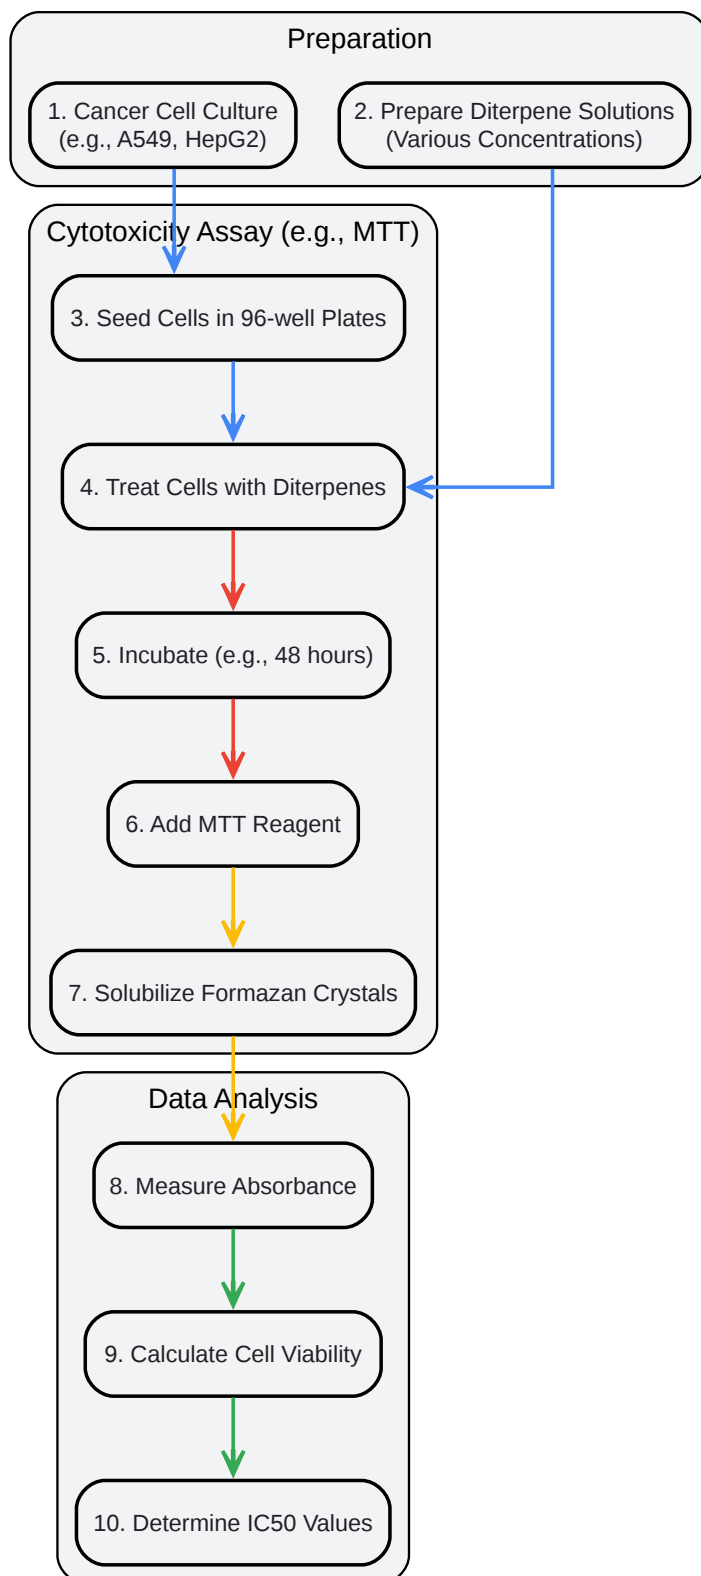 Preparation
1. Cancer Cell Culture
(e.g., A549, HepG2)
2. Prepare Diterpene Solutions
(Various Concentrations)
Cytotoxicity Assay (e.g., MTT)
3. Seed Cells in 96-well Plates
4. Treat Cells with Diterpenes
5. Incubate (e.g., 48 hours)
6. Add MTT Reagent
7. Solubilize Formazan Crystals
Data Analysis
8. Measure Absorbance
9. Calculate Cell Viability
10. Determine IC50 Values